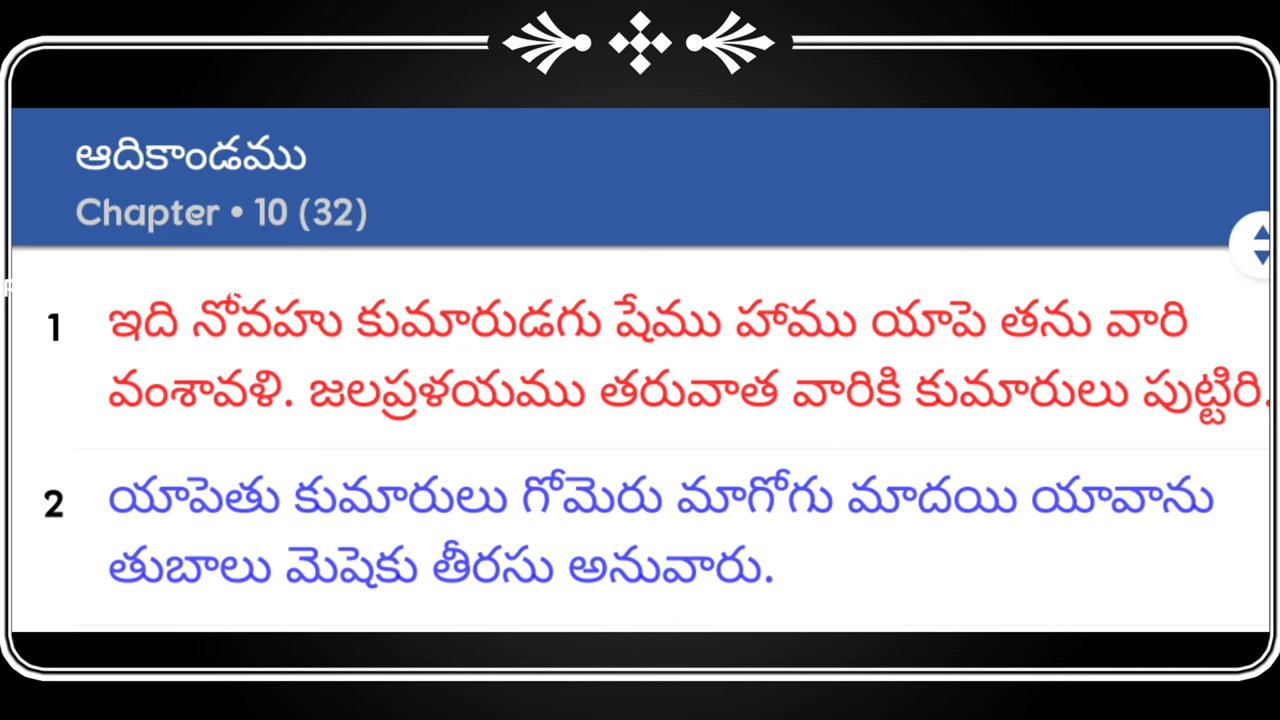 ఆదికాండము
Chapter • 10 (32)
1 ఇది నోవహు కుమారుడగు షేము హాము యాపె తను వారి
వంశావళి. జలప్రళయము తరువాత వారికి కుమారులు పుట్టిరి.
2 యాపెతు కుమారులు గోమెరు మాగోగు మాదయి యావాను
తుబాలు మెషెకు తీరసు అనువారు.